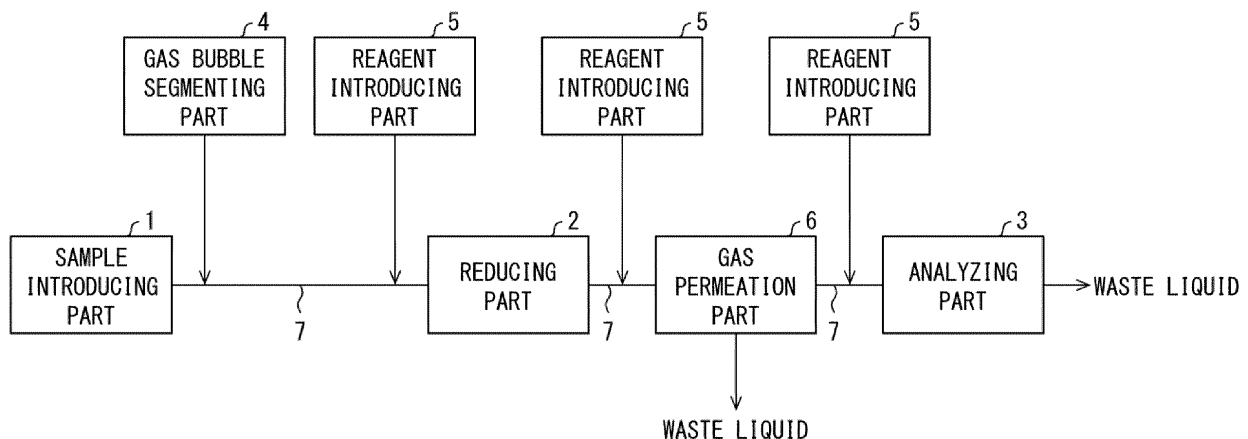 4
GAS BUBBLE
SEGMENTING
PART
5
REAGENT
INTRODUCING
PART
5
REAGENT
INTRODUCING
PART
5
REAGENT
INTRODUCING
PART
1
SAMPLE
INTRODUCING
PART
7
2
REDUCING
PART
7
6
GAS
PERMEATION
PART
7
3
ANALYZING
PART
WASTE LIQUID
WASTE LIQUID